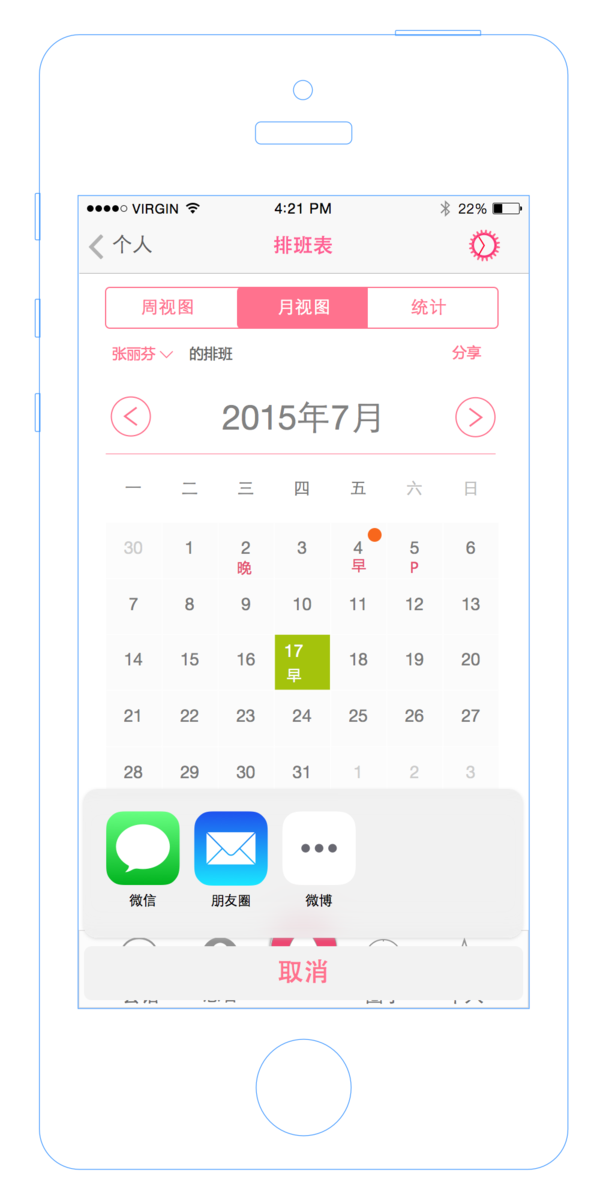 VIRGIN 4:21 PM 22%
个人 排班表
周视图 月视图 统计
张丽芬 的排班 分享
2015年7月
一 二 三 四 五 六 日
30 1 2 3 4 5 6
晚 早 P
7 8 9 10 11 12 13
14 15 16 17 18 19 20
早
21 22 23 24 25 26 27
28 29 30 31 1 2 3
微信 朋友圈 微博
取消